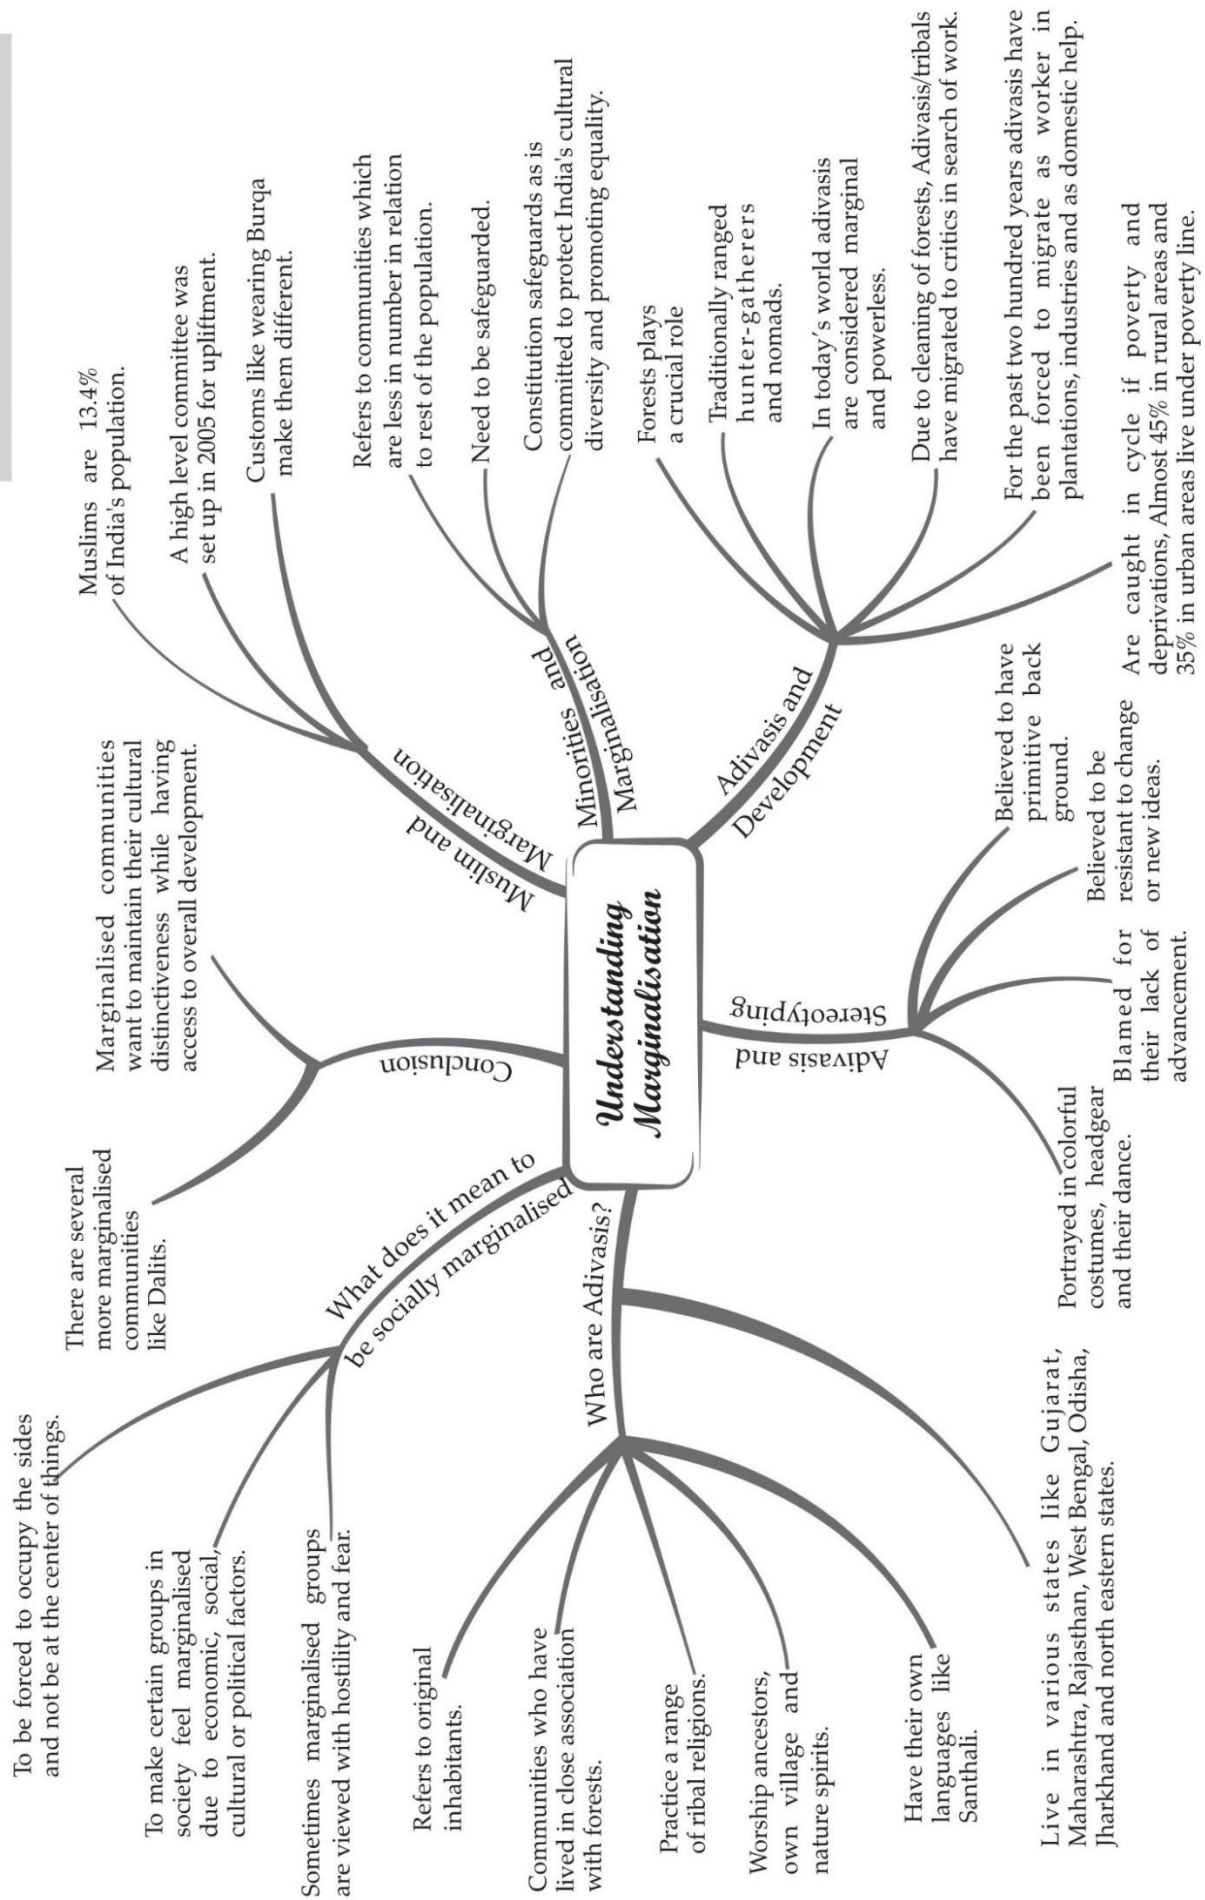 Understanding
Marginalisation
What does it mean to
be socially marginalised
To be forced to occupy the sides
and not be at the center of things.
To make certain groups in
society feel marginalised
due to economic, social,
cultural or political factors.
Sometimes marginalised groups
are viewed with hostility and fear.
Who are Adivasis?
Refers to original
inhabitants.
Communities who have
lived in close association
with forests.
Practice a range
of ribal religions.
Worship ancestors,
own village and
nature spirits.
Have their own
languages like
Santhali.
Live in various states like Gujarat,
Maharashtra, Rajasthan, West Bengal, Odisha,
Jharkhand and north eastern states.
Adivasis and
Stereotyping
Portrayed in colorful
costumes, headgear
and their dance.
Blamed for
their lack of
advancement.
Believed to be
resistant to change
or new ideas.
Believed to have
primitive back
ground.
Adivasis and
Development
Forests plays
a crucial role
Traditionally ranged
hunter-gatherers
and nomads.
In today's world adivasis
are considered marginal
and powerless.
Due to cleaning of forests, Adivasis/tribals
have migrated to critics in search of work.
For the past two hundred years adivasis have
been forced to migrate as worker in
plantations, industries and as domestic help.
Are caught in cycle if poverty and
deprivations, Almost 45% in rural areas and
35% in urban areas live under poverty line.
Minorities and
Marginalisation
Refers to communities which
are less in number in relation
to rest of the population.
Need to be safeguarded.
Constitution safeguards as is
committed to protect India's cultural
diversity and promoting equality.
Muslim and
Marginalisation
Muslims are 13.4%
of India's population.
A high level committee was
set up in 2005 for upliftment.
Customs like wearing Burqa
make them different.
Conclusion
There are several
more marginalised
communities
like Dalits.
Marginalised communities
want to maintain their cultural
distinctiveness while having
access to overall development.